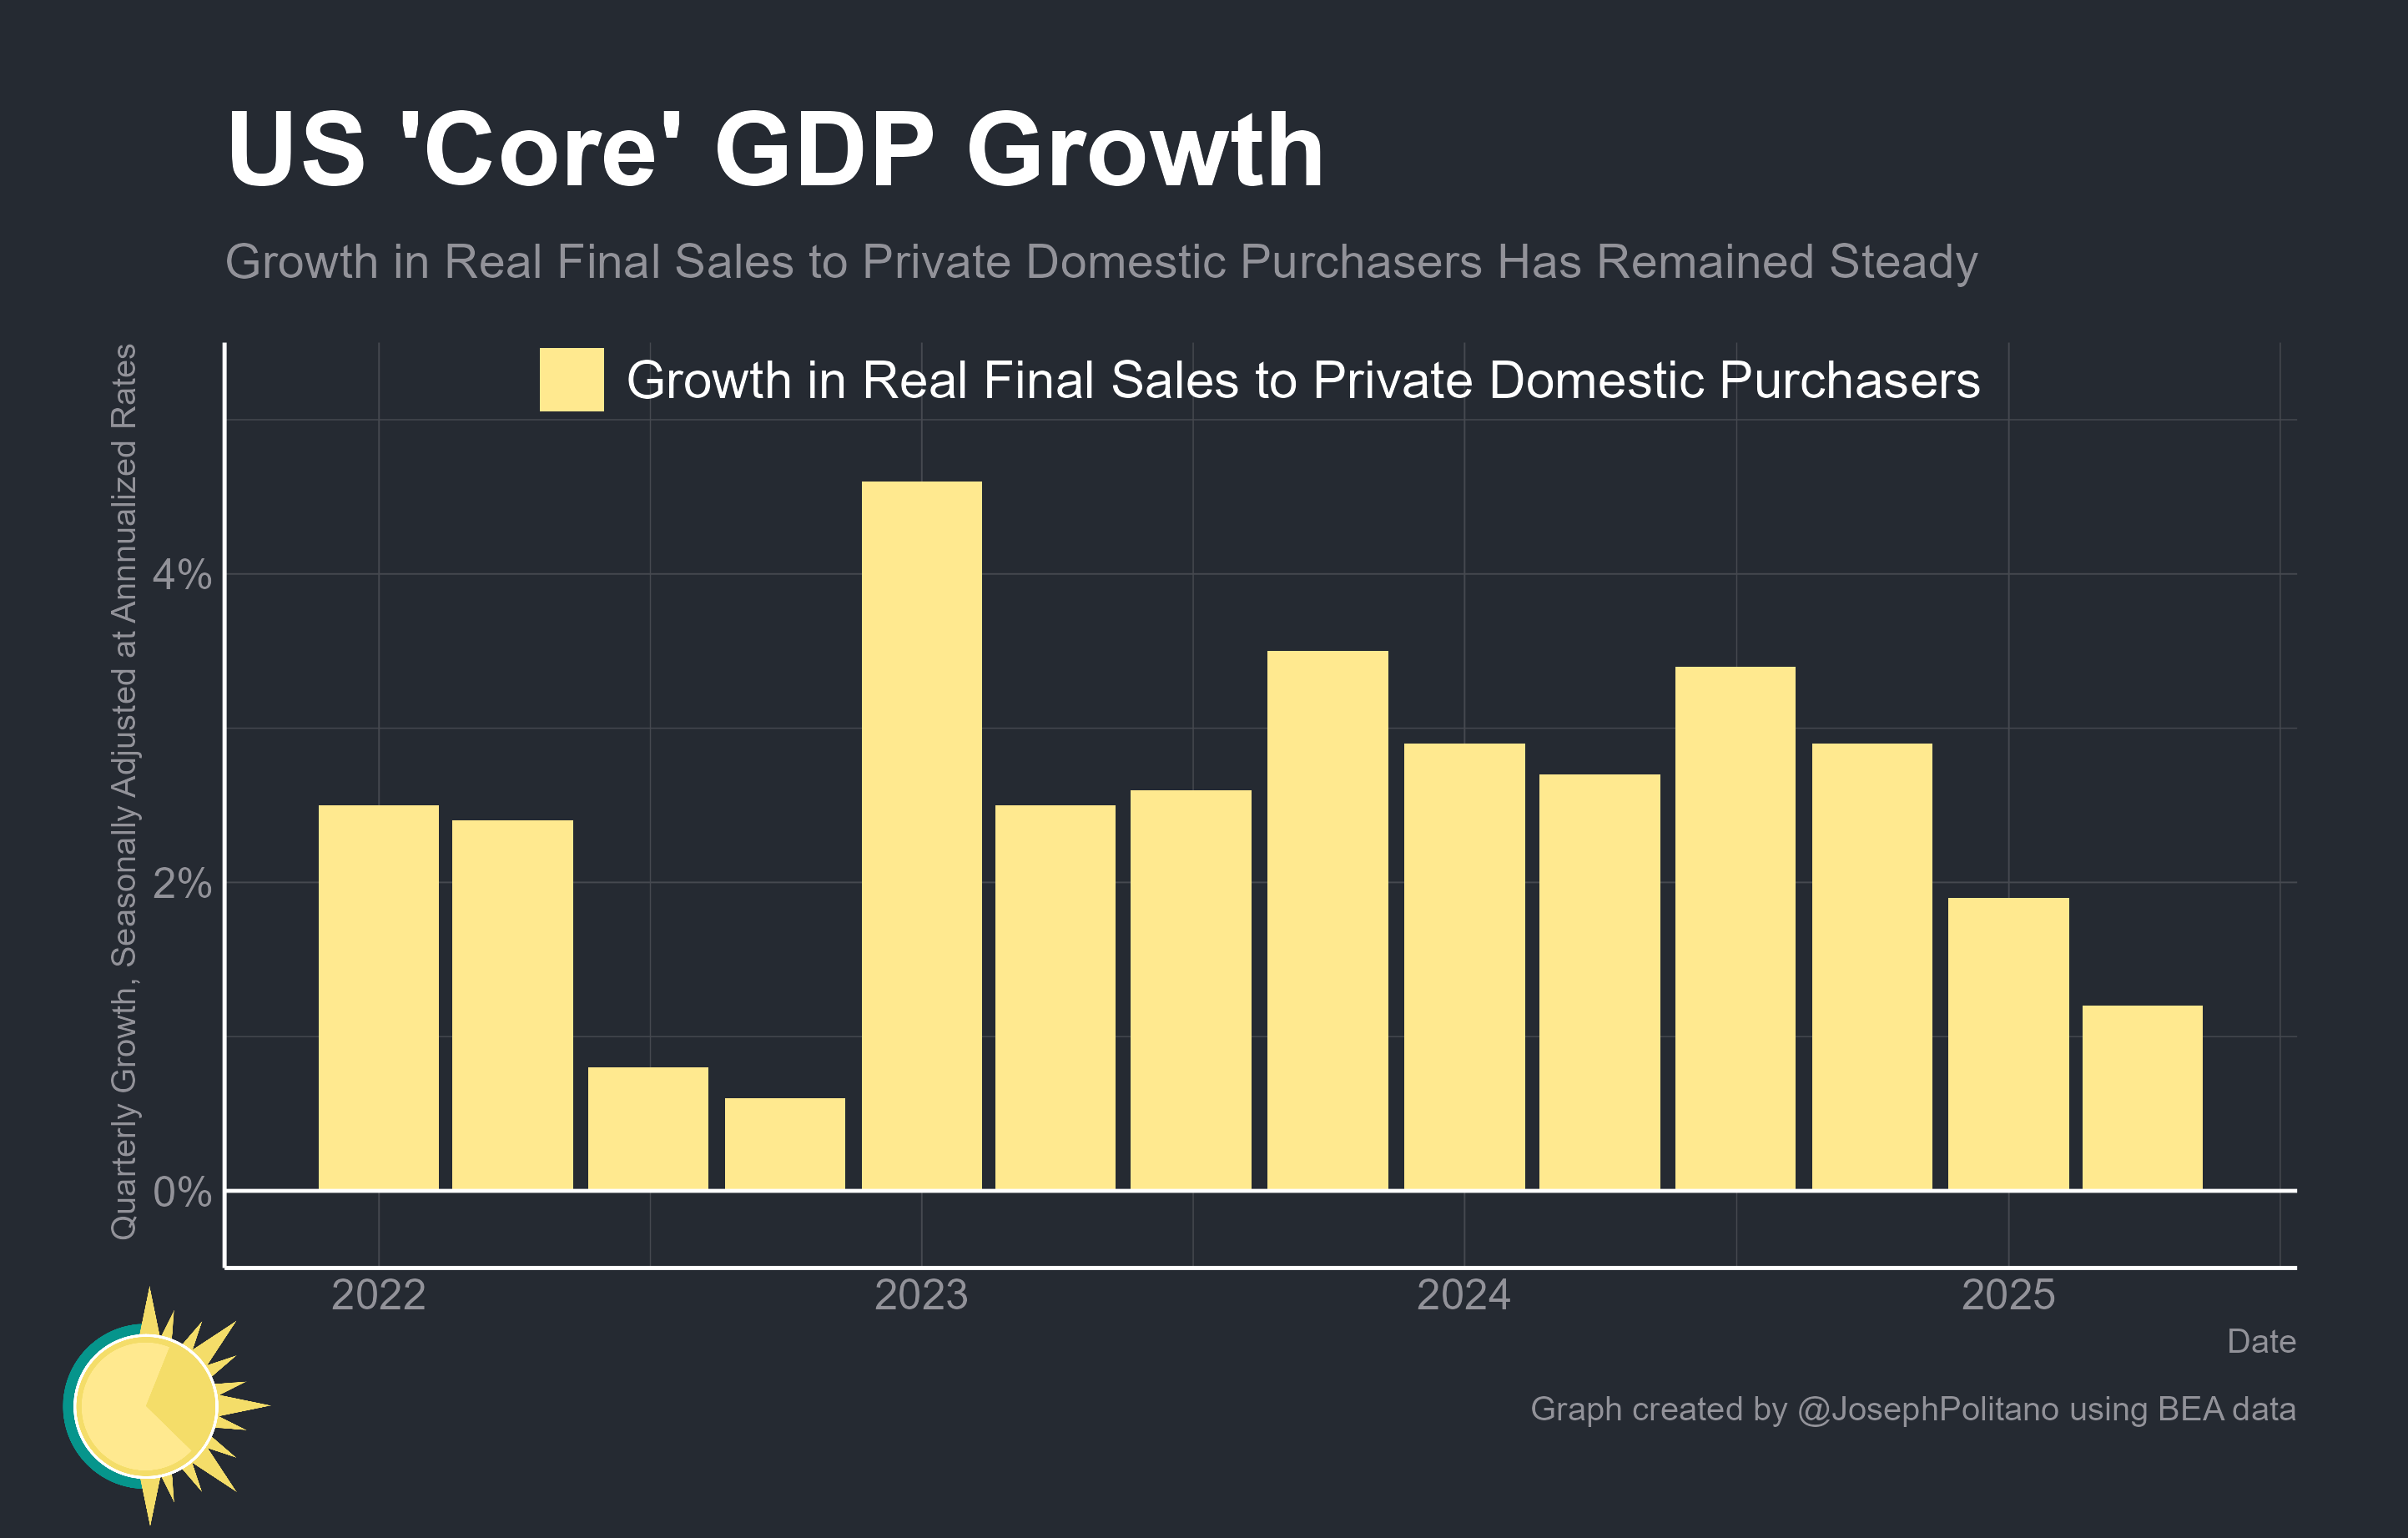 US 'Core' GDP Growth
Growth in Real Final Sales to Private Domestic Purchasers Has Remained Steady
Growth in Real Final Sales to Private Domestic Purchasers
Quarterly Growth, Seasonally Adjusted at Annnualized Rates
4%
2%
0%
2022 2023 2024 2025
Date
Graph created by @JosephPolitano using BEA data